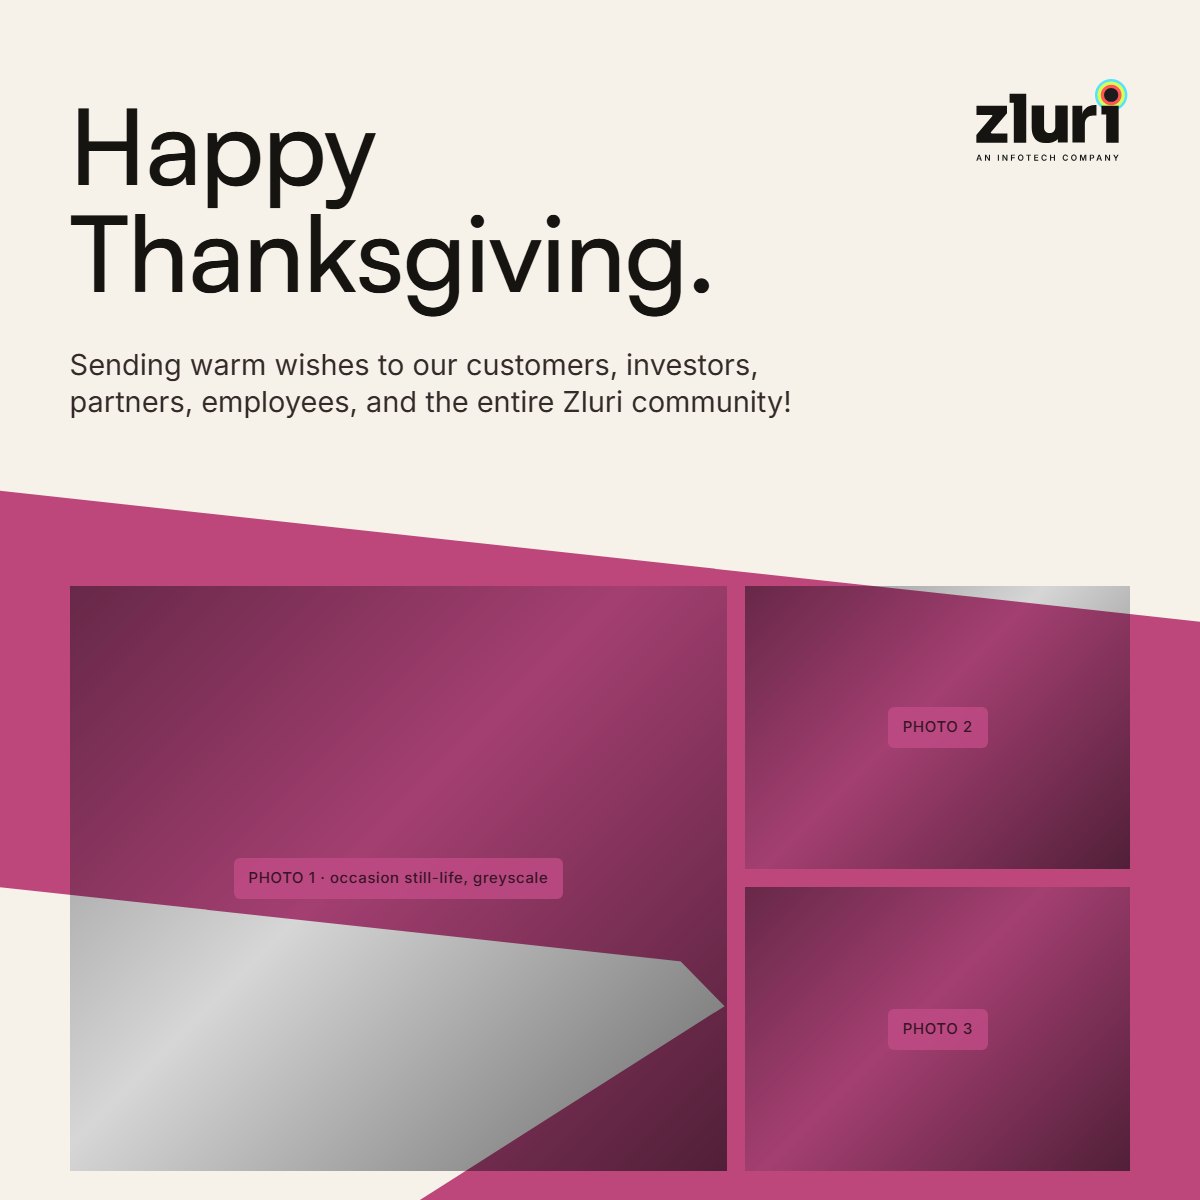 Happy
Thanksgiving.
zluri
AN INFOTECH COMPANY
Sending warm wishes to our customers, investors,
partners, employees, and the entire Zluri community!
PHOTO 1 · occasion still-life, greyscale
PHOTO 2
PHOTO 3